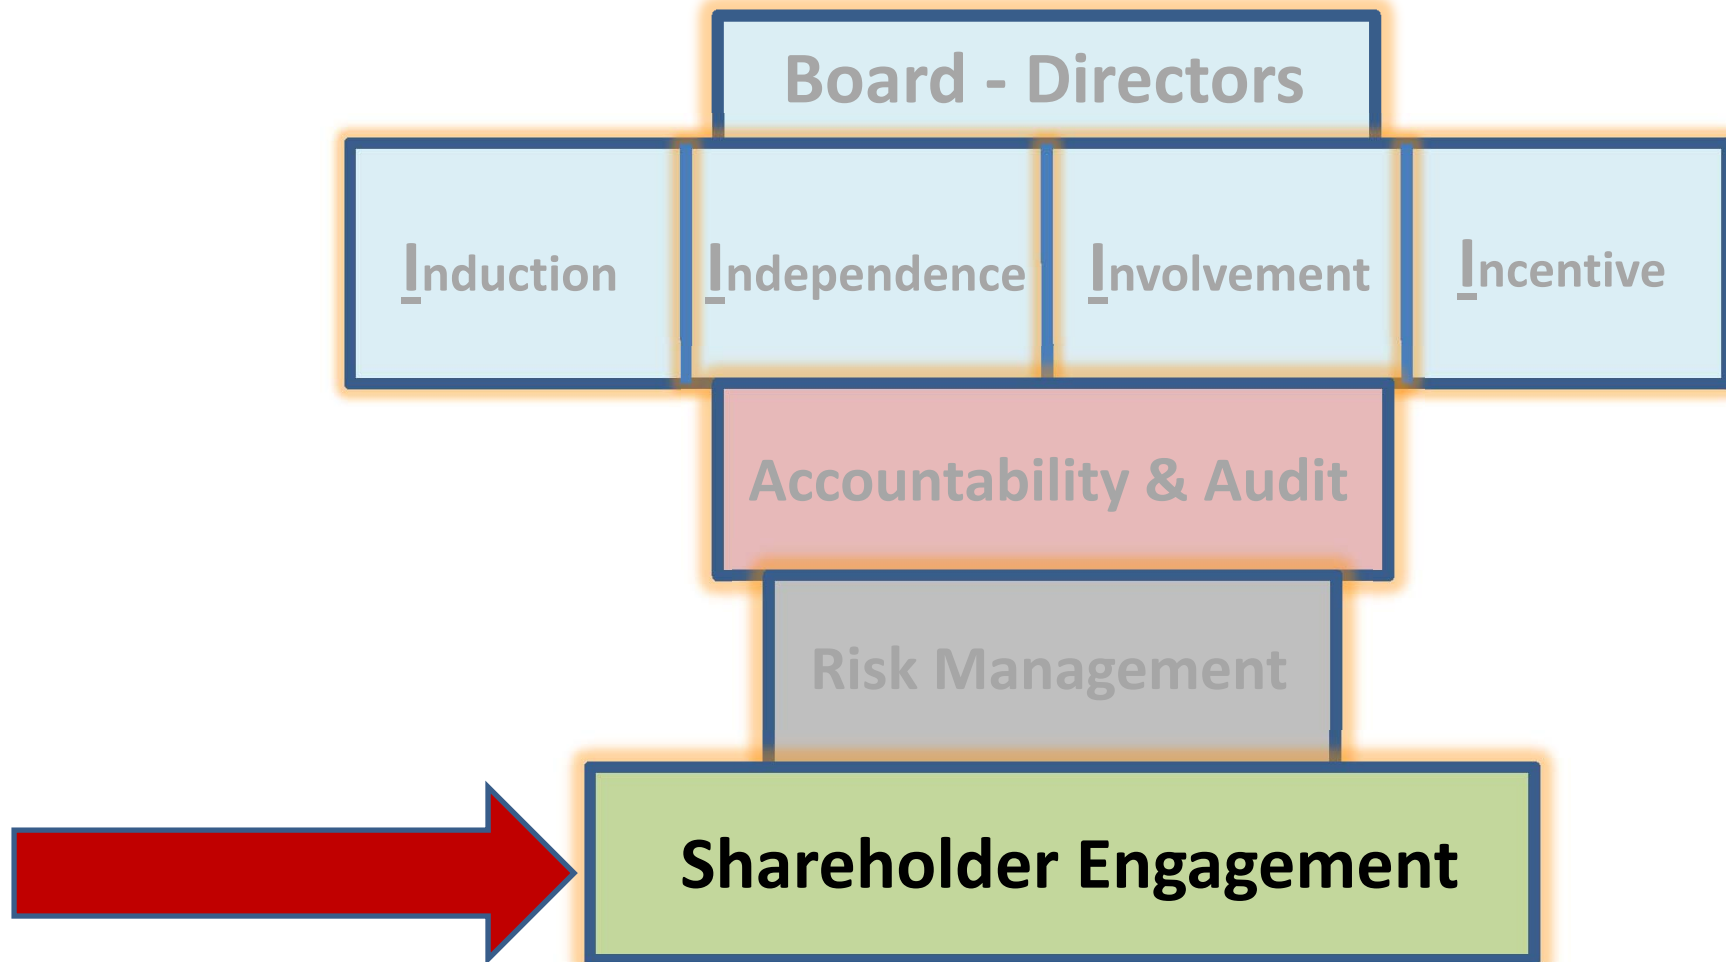 Board - Directors
Induction Independence Involvement Incentive
Accountability & Audit
Risk Management
Shareholder Engagement